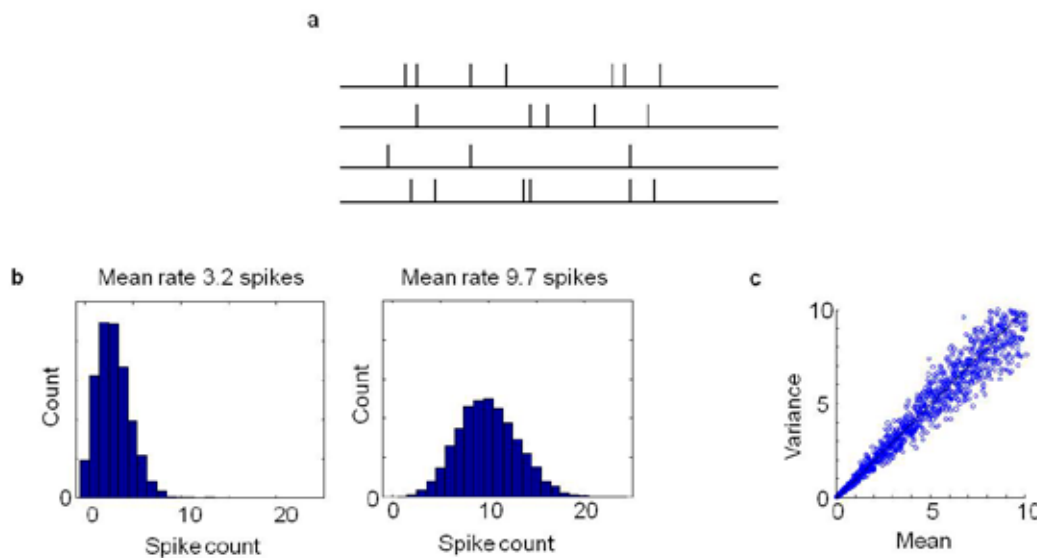 a
b
Mean rate 3.2 spikes
Mean rate 9.7 spikes
c
Count
0
0 10 20
Spike count
Count
0
0 10 20
Spike count
Variance
10
5
0
0 5 10
Mean